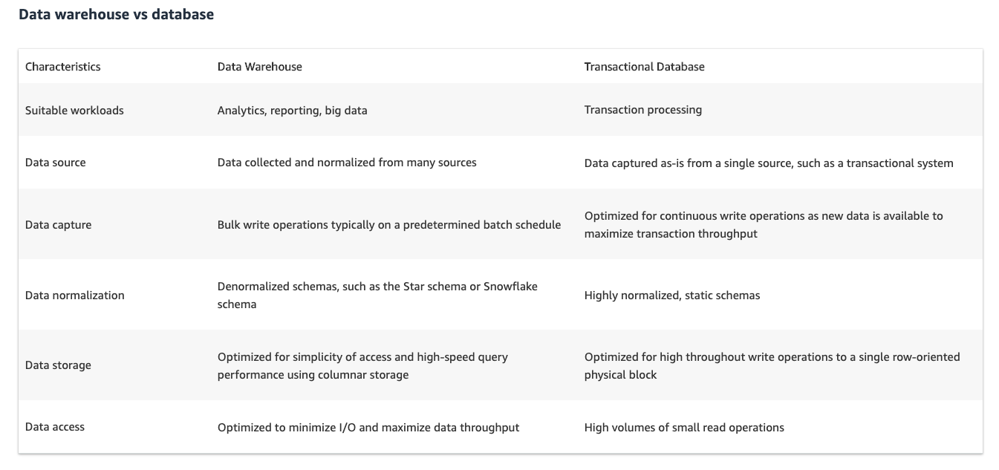 Data warehouse vs database
Characteristics
Data Warehouse
Transactional Database
Suitable workloads
Analytics, reporting, big data
Transaction processing
Data source
Data collected and normalized from many sources
Data captured as-is from a single source, such as a transactional system
Data capture
Bulk write operations typically on a predetermined batch schedule
Optimized for continuous write operations as new data is available to
maximize transaction throughput
Data normalization
Denormalized schemas, such as the Star schema or Snowflake
schema
Highly normalized, static schemas
Data storage
Optimized for simplicity of access and high-speed query
performance using columnar storage
Optimized for high throughout write operations to a single row-oriented
physical block
Data access
Optimized to minimize I/O and maximize data throughput
High volumes of small read operations